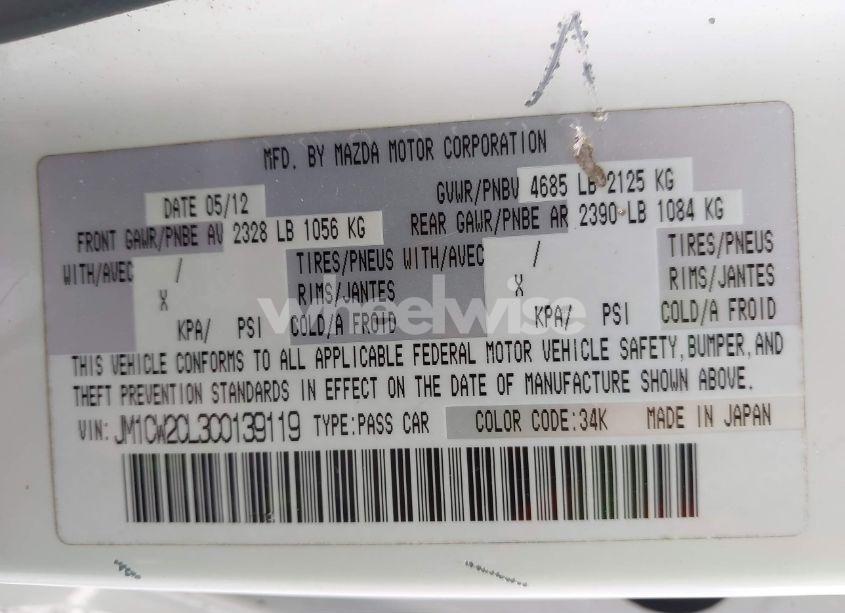 MFD. BY MAZDA MOTOR CORPORATION
DATE 05/12 GVWR/PNBV 4685 LB 2125 KG
FRONT GAWR/PNBE AV 2328 LB 1056 KG REAR GAWR/PNBE AR 2390 LB 1084 KG
WITH/AVEC / TIRES/PNEUS WITH/AVEC / TIRES/PNEUS
X RIMS/JANTES X RIMS/JANTES
KPA/ PSI COLD/A FROID KPA/ PSI COLD/A FROID
wheelwise
THIS VEHICLE CONFORMS TO ALL APPLICABLE FEDERAL MOTOR VEHICLE SAFETY, BUMPER, AND
THEFT PREVENTION STANDARDS IN EFFECT ON THE DATE OF MANUFACTURE SHOWN ABOVE.
VIN: JM1CW2CL3C0139119 TYPE:PASS CAR COLOR CODE:34K MADE IN JAPAN